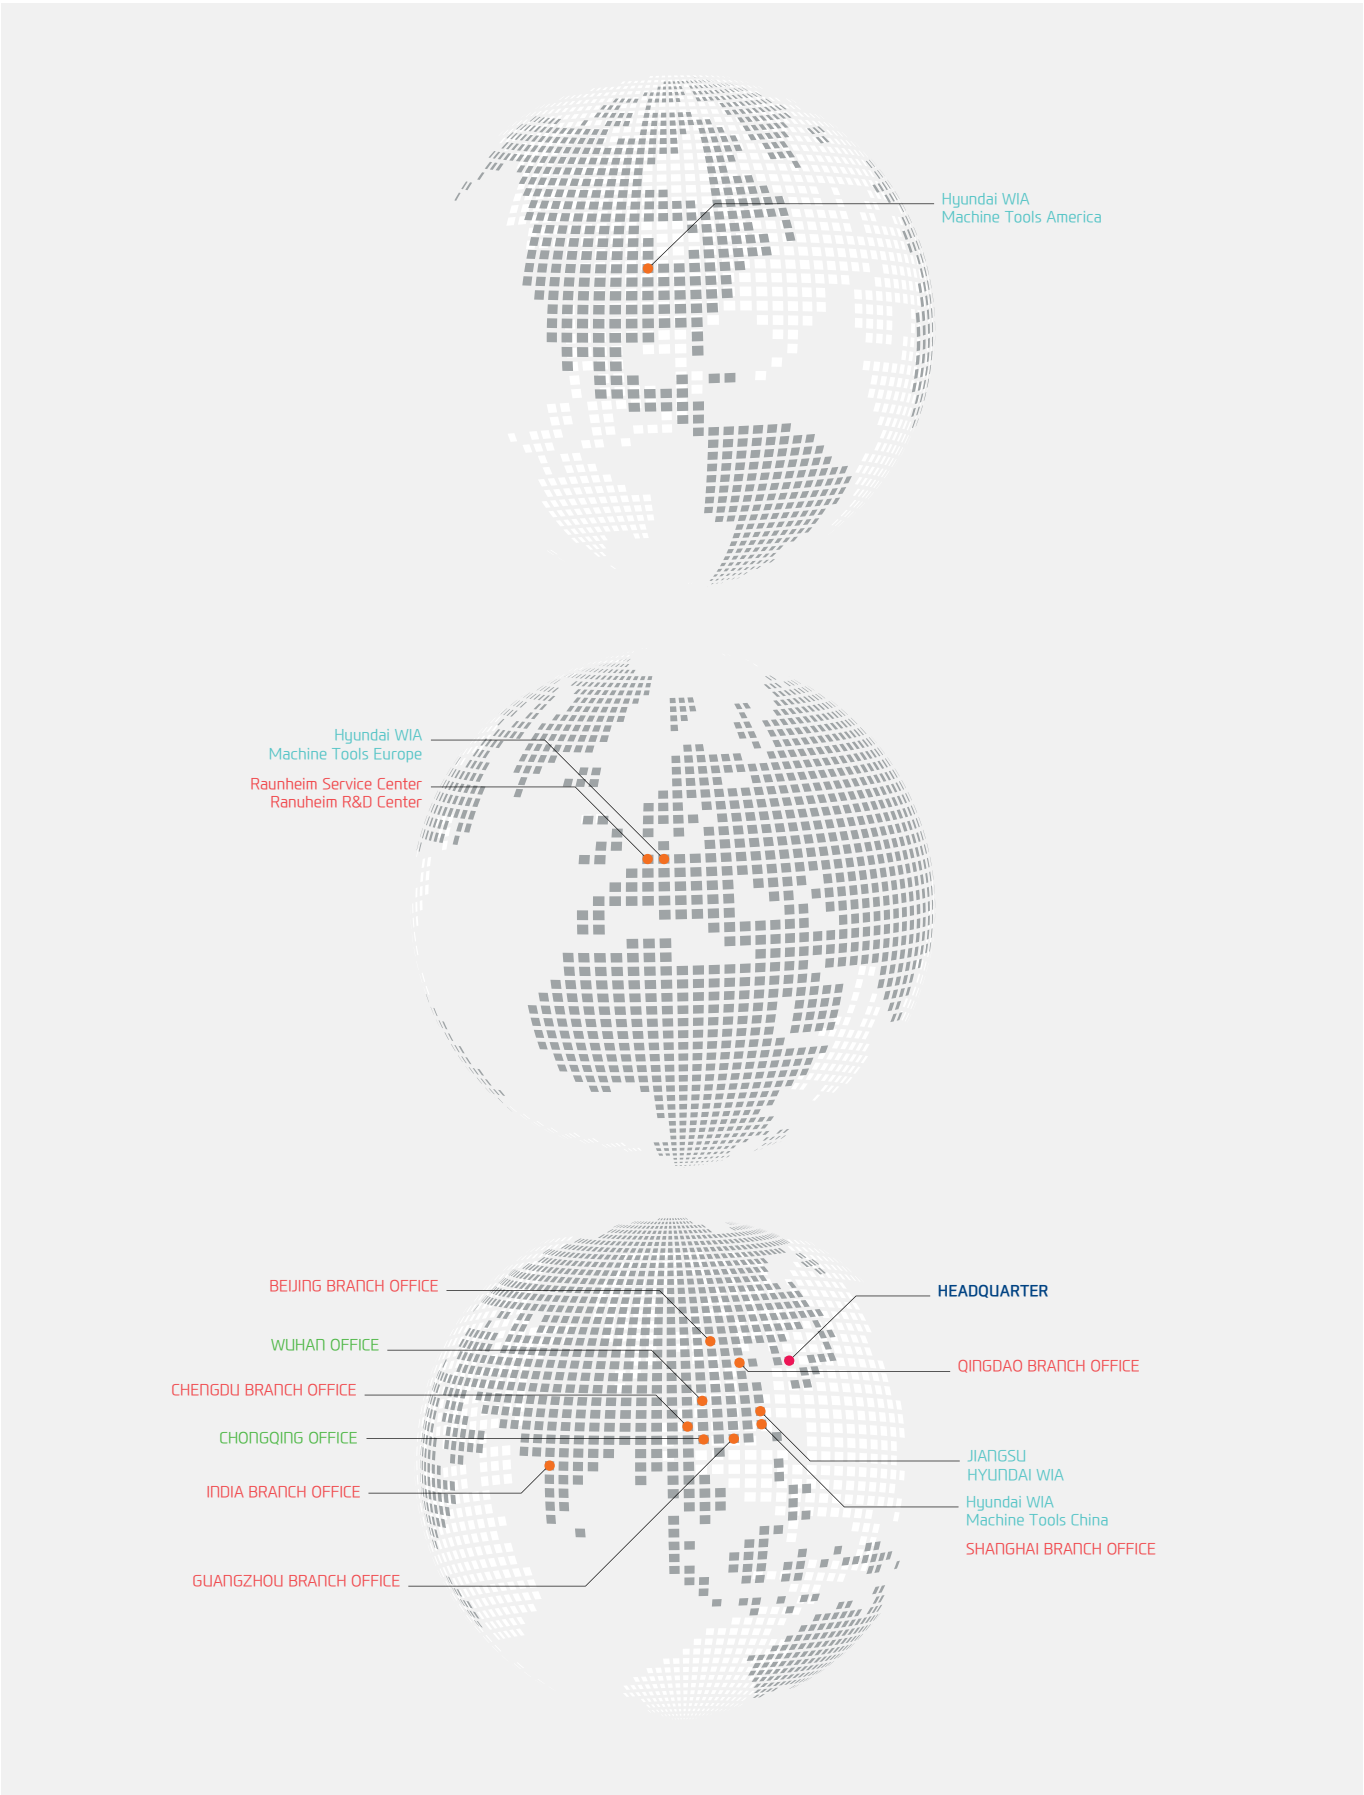 Hyundai WIA
Machine Tools America
Hyundai WIA
Machine Tools Europe
Raunheim Service Center
Ranuheim R&D Center
BEIJING BRANCH OFFICE
HEADQUARTER
WUHAN OFFICE
QINGDAO BRANCH OFFICE
CHENGDU BRANCH OFFICE
CHONGQING OFFICE
JIANGSU
HYUNDAI WIA
INDIA BRANCH OFFICE
Hyundai WIA
Machine Tools China
SHANGHAI BRANCH OFFICE
GUANGZHOU BRANCH OFFICE